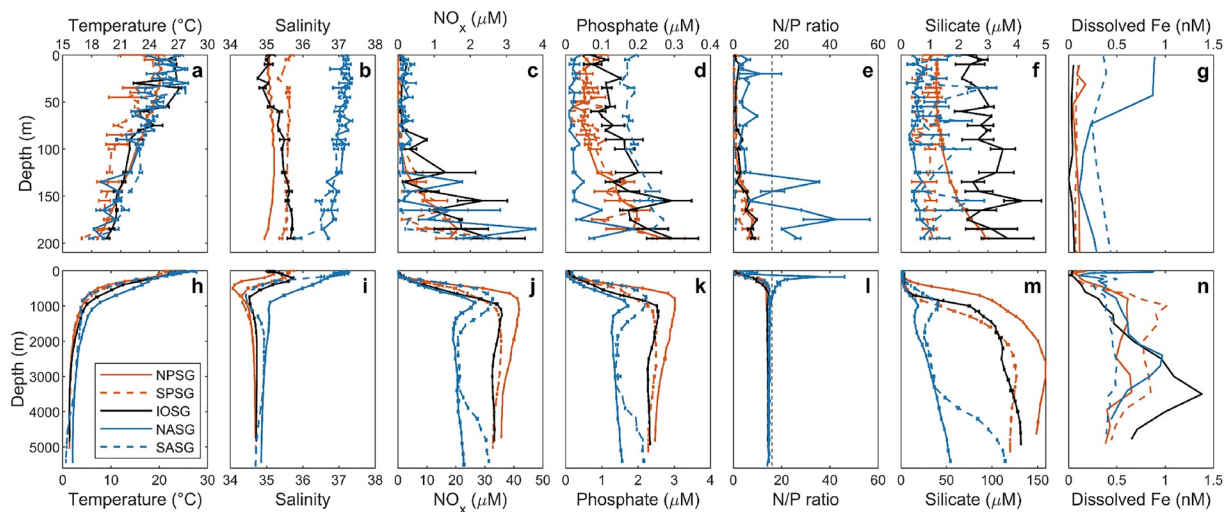 Temperature (°C) Salinity NOx (μM) Phosphate (μM) N/P ratio Silicate (μM) Dissolved Fe (nM)
15 18 21 24 27 30 34 35 36 37 38 0 1 2 3 4 0 0.1 0.2 0.3 0.4 0 20 40 60 0 1 2 3 4 5 0 0.5 1 1.5
Depth (m)
0
50
100
150
200
a b c d e f g
Depth (m)
0
1000
2000
3000
4000
5000
h i j k l m n
NPSG
SPSG
IOSG
NASG
SASG
0 10 20 30 34 35 36 37 38 0 10 20 30 40 50 0 1 2 3 4 0 20 40 60 0 50 100 150 0 0.5 1 1.5
Temperature (°C) Salinity NOx (μM) Phosphate (μM) N/P ratio Silicate (μM) Dissolved Fe (nM)